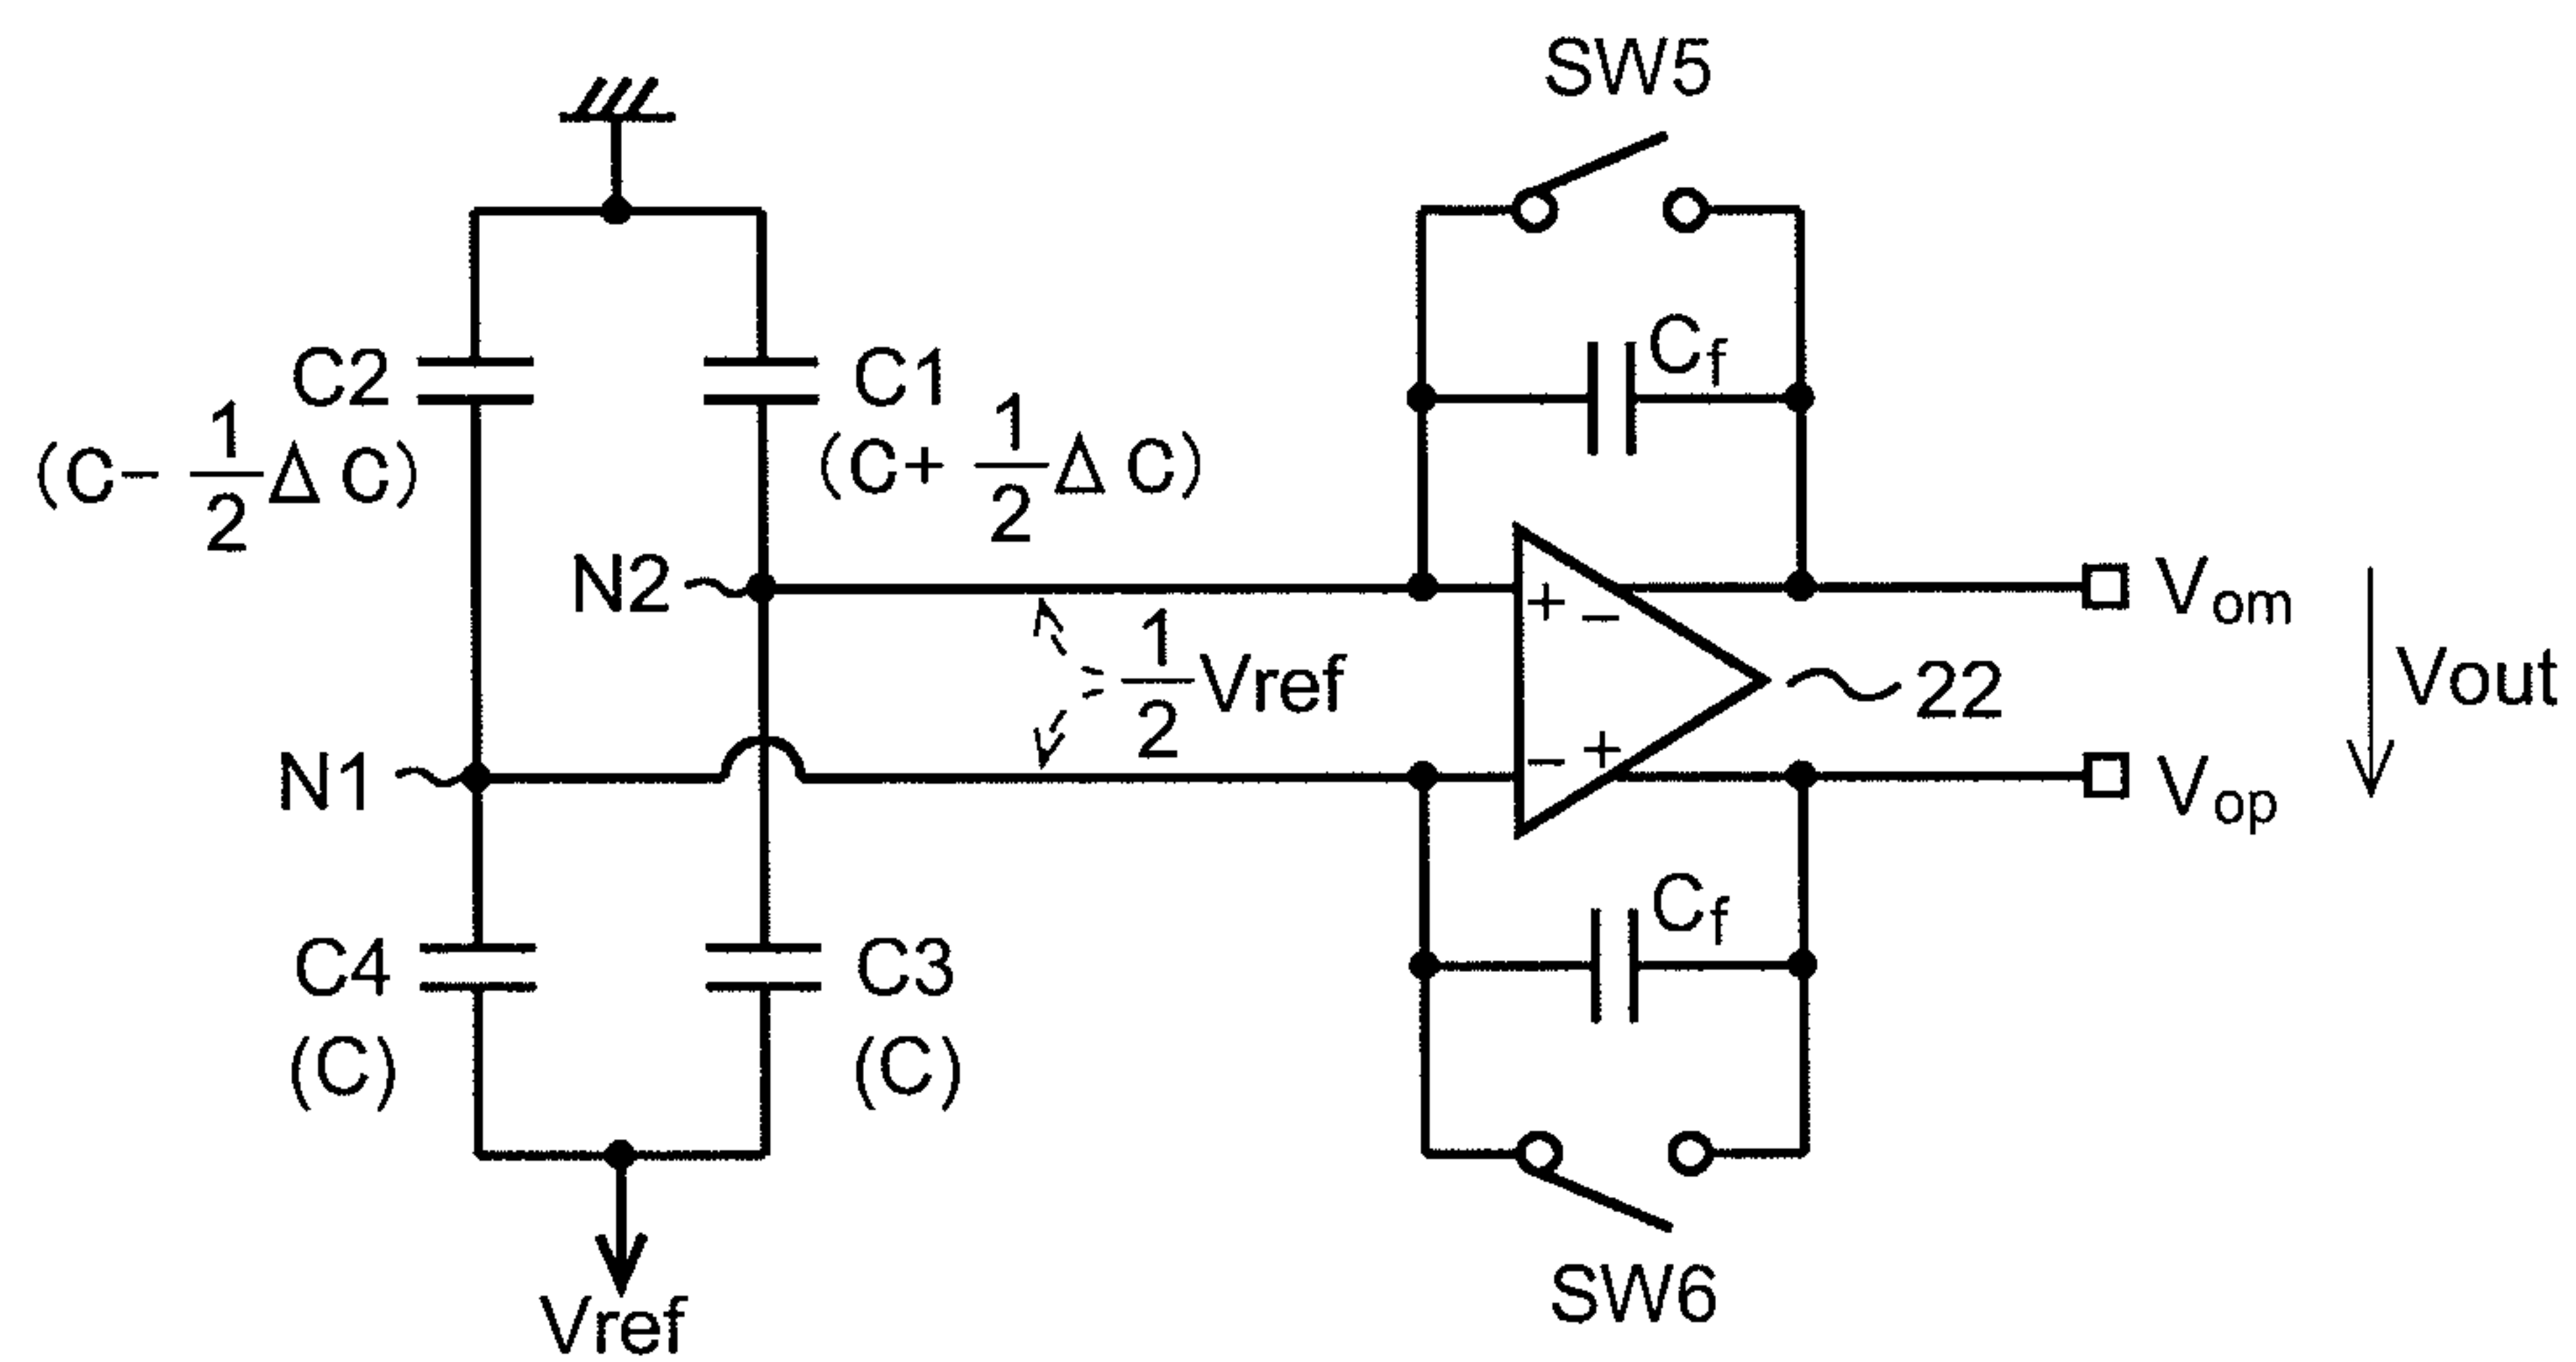 SW5
Cf
C2
(C- 1/2 Δ C)
C1
(C+ 1/2 Δ C)
N2
+ -
Vom
1/2 Vref
22
Vout
N1
- +
Vop
Cf
C4
(C)
C3
(C)
SW6
Vref